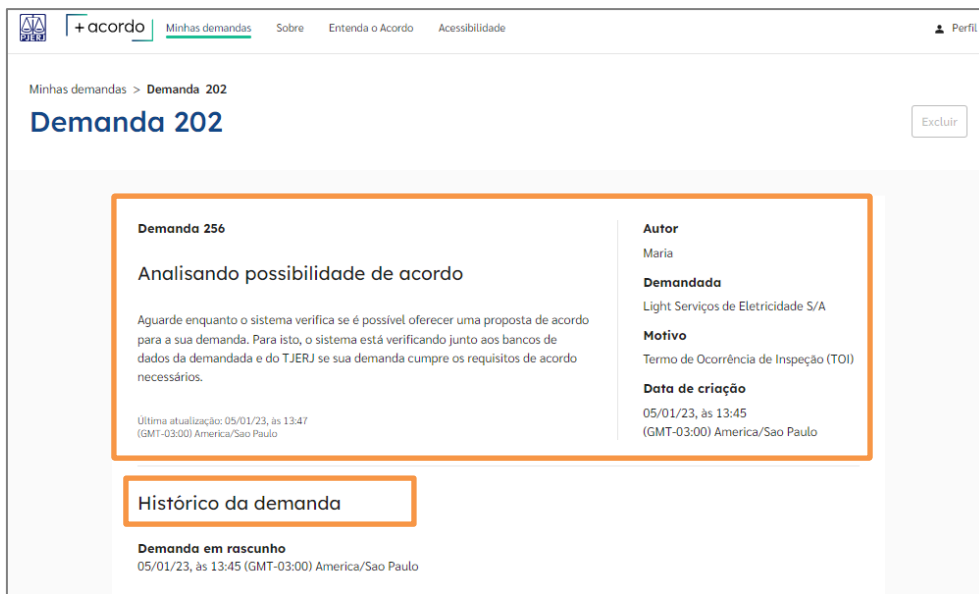 PJERJ
+acordo
Minhas demandas
Sobre
Entenda o Acordo
Acessibilidade
Perfil
Minhas demandas > Demanda 202
Demanda 202
Excluir
Demanda 256
Analisando possibilidade de acordo
Aguarde enquanto o sistema verifica se é possível oferecer uma proposta de acordo
para a sua demanda. Para isto, o sistema está verificando junto aos bancos de
dados da demandada e do TJERJ se sua demanda cumpre os requisitos de acordo
necessários.
Última atualização: 05/01/23, às 13:47
(GMT-03:00) America/Sao Paulo
Autor
Maria
Demandada
Light Serviços de Eletricidade S/A
Motivo
Termo de Ocorrência de Inspeção (TOI)
Data de criação
05/01/23, às 13:45
(GMT-03:00) America/Sao Paulo
Histórico da demanda
Demanda em rascunho
05/01/23, às 13:45 (GMT-03:00) America/Sao Paulo